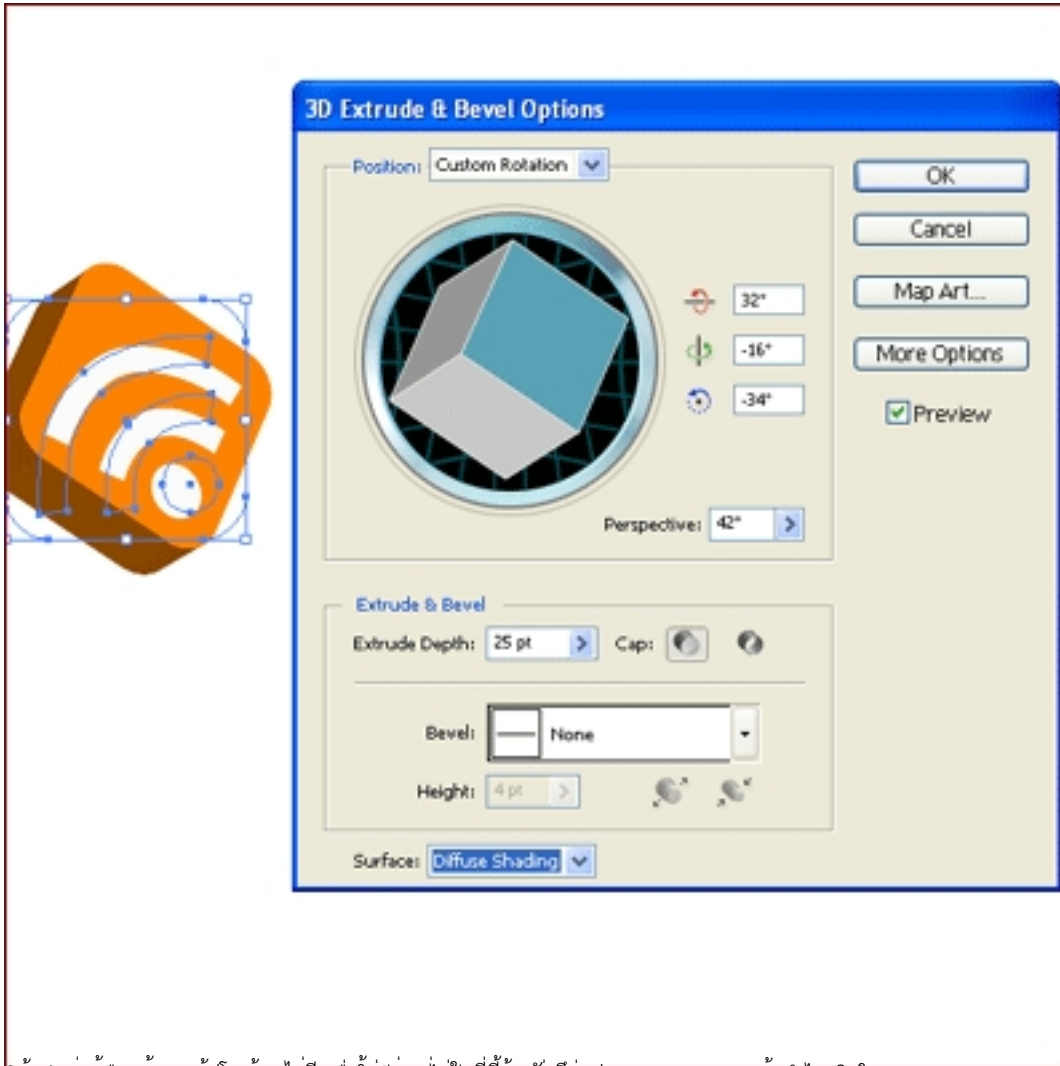 3D Extrude & Bevel Options
Position: Custom Rotation
OK
Cancel
Map Art...
More Options
Preview
32°
-16°
-34°
Perspective: 42°
Extrude & Bevel
Extrude Depth: 25 pt Cap:
Bevel: None
Height: 4 pt
Surface: Diffuse Shading